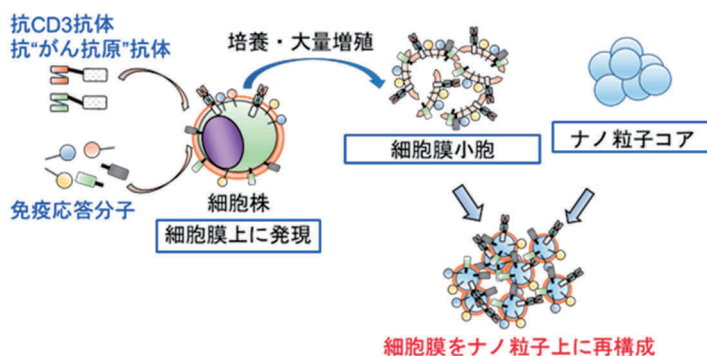 抗CD3抗体
抗“がん抗原”抗体
免疫応答分子
細胞株
細胞膜上に発現
培養・大量増殖
細胞膜小胞
ナノ粒子コア
細胞膜をナノ粒子上に再構成